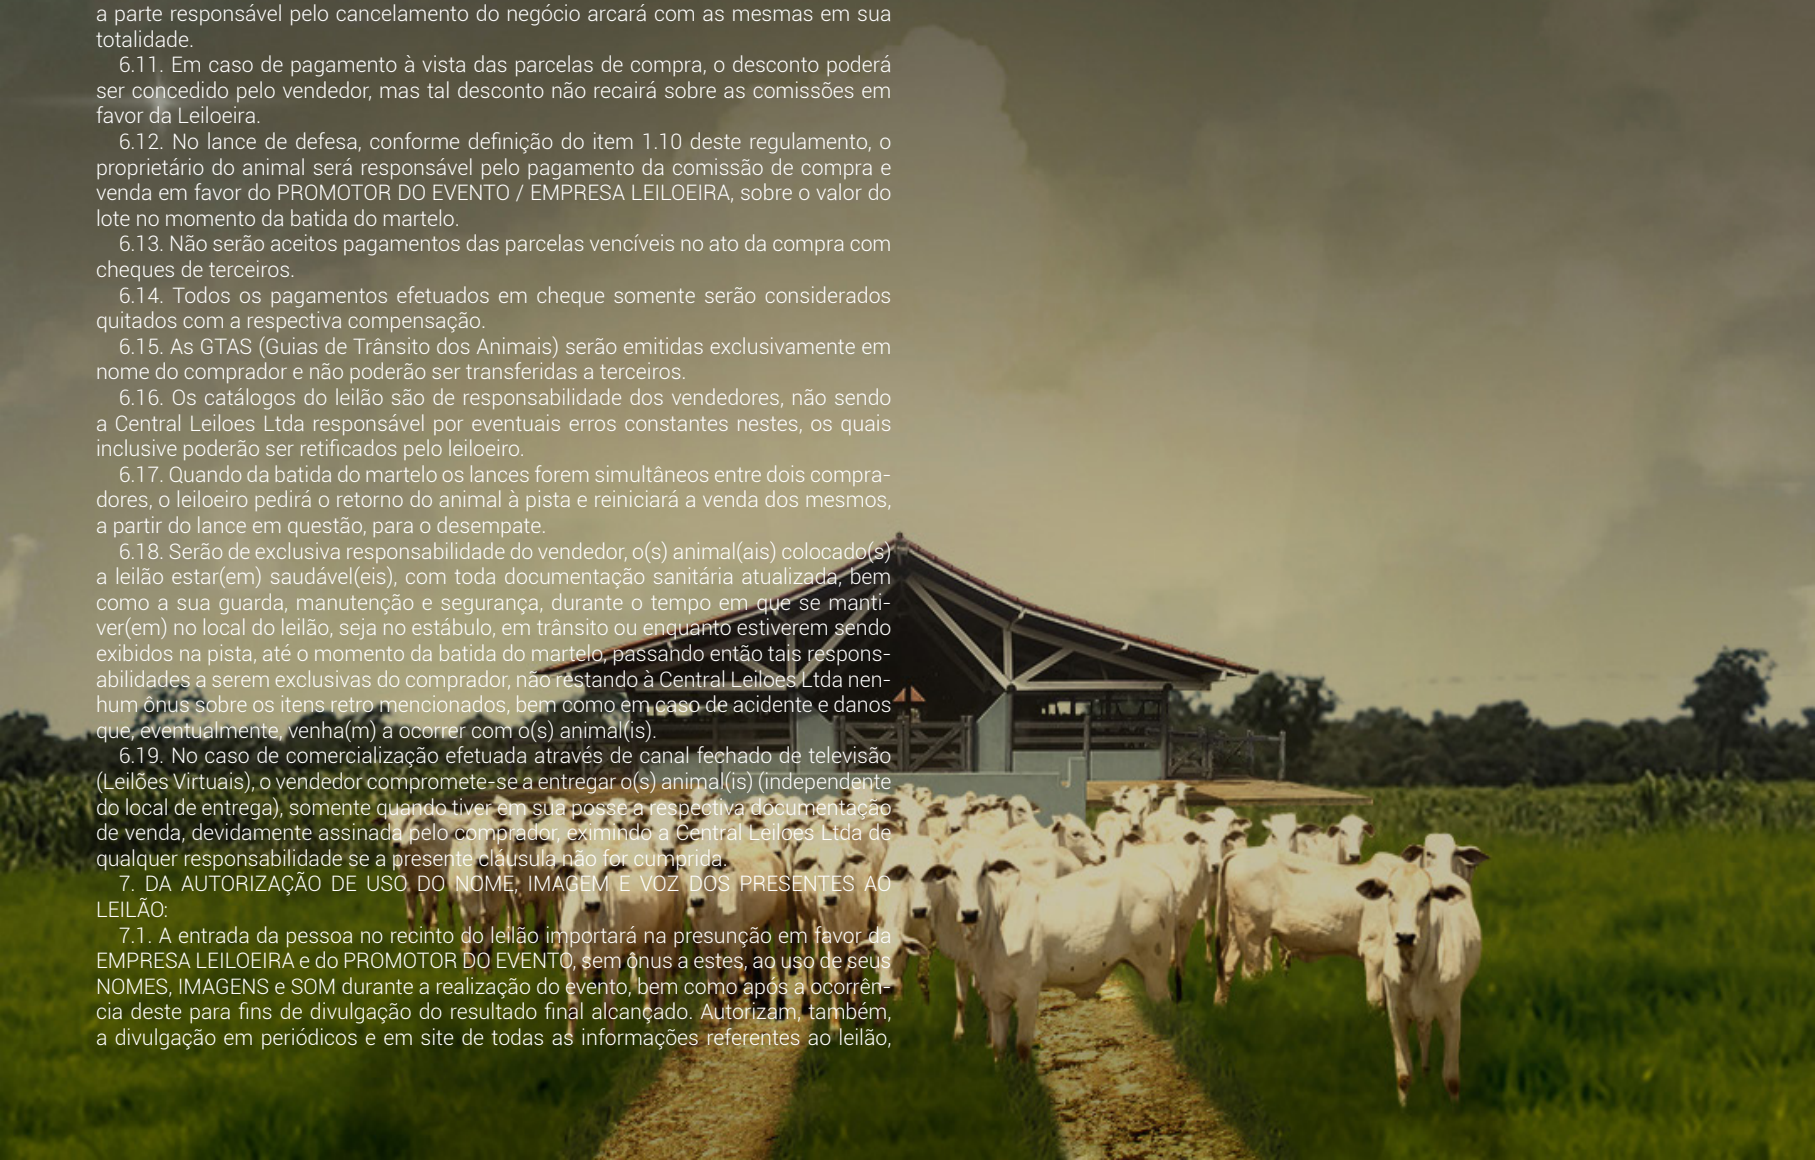 a parte responsável pelo cancelamento do negócio arcará com as mesmas em sua
totalidade.
6.11. Em caso de pagamento à vista das parcelas de compra, o desconto poderá
ser concedido pelo vendedor, mas tal desconto não recairá sobre as comissões em
favor da Leiloeira.
6.12. No lance de defesa, conforme definição do item 1.10 deste regulamento, o
proprietário do animal será responsável pelo pagamento da comissão de compra e
venda em favor do PROMOTOR DO EVENTO / EMPRESA LEILOEIRA, sobre o valor do
lote no momento da batida do martelo.
6.13. Não serão aceitos pagamentos das parcelas vencíveis no ato da compra com
cheques de terceiros.
6.14. Todos os pagamentos efetuados em cheque somente serão considerados
quitados com a respectiva compensação.
6.15. As GTAS (Guias de Trânsito dos Animais) serão emitidas exclusivamente em
nome do comprador e não poderão ser transferidas a terceiros.
6.16. Os catálogos do leilão são de responsabilidade dos vendedores, não sendo
a Central Leiloes Ltda responsável por eventuais erros constantes nestes, os quais
inclusive poderão ser retificados pelo leiloeiro.
6.17. Quando da batida do martelo os lances forem simultâneos entre dois compra-
dores, o leiloeiro pedirá o retorno do animal à pista e reiniciará a venda dos mesmos,
a partir do lance em questão, para o desempate.
6.18. Serão de exclusiva responsabilidade do vendedor, o(s) animal(ais) colocado(s)
a leilão estar(em) saudável(eis), com toda documentação sanitária atualizada, bem
como a sua guarda, manutenção e segurança, durante o tempo em que se manti-
ver(em) no local do leilão, seja no estábulo, em trânsito ou enquanto estiverem sendo
exibidos na pista, até o momento da batida do martelo, passando então tais respons-
abilidades a serem exclusivas do comprador, não restando à Central Leiloes Ltda nen-
hum ônus sobre os itens retro mencionados, bem como em caso de acidente e danos
que, eventualmente, venha(m) a ocorrer com o(s) animal(is).
6.19. No caso de comercialização efetuada através de canal fechado de televisão
(Leilões Virtuais), o vendedor compromete-se a entregar o(s) animal(is) (independente
do local de entrega), somente quando tiver em sua posse a respectiva documentação
de venda, devidamente assinada pelo comprador, eximindo a Central Leiloes Ltda de
qualquer responsabilidade se a presente cláusula não for cumprida.
7. DA AUTORIZAÇÃO DE USO DO NOME, IMAGEM E VOZ DOS PRESENTES AO
LEILÃO:
7.1. A entrada da pessoa no recinto do leilão importará na presunção em favor da
EMPRESA LEILOEIRA e do PROMOTOR DO EVENTO, sem ônus a estes, ao uso de seus
NOMES, IMAGENS e SOM durante a realização do evento, bem como após a ocorrên-
cia deste para fins de divulgação do resultado final alcançado. Autorizam, também,
a divulgação em periódicos e em site de todas as informações referentes ao leilão,